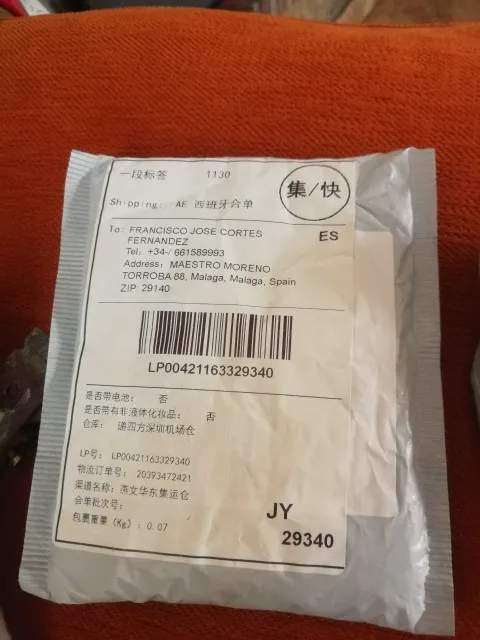 一段标签 1130
集/快
Shipping: AE 西班牙合单
To: FRANCISCO JOSE CORTES
FERNANDEZ
ES
Tel: +34-/ 661589993
Address: MAESTRO MORENO
TORROBA 88, Malaga, Malaga, Spain
ZIP: 29140
LP00421163329340
是否带电池： 否
是否带有非液体化妆品： 否
仓库： 递四方深圳机场仓
LP号： LP00421163329340
物流订单号： 20393472421
渠道名称：燕文华东集运仓
合单批次号：
包裹重量 (Kg) : 0.07
JY
29340